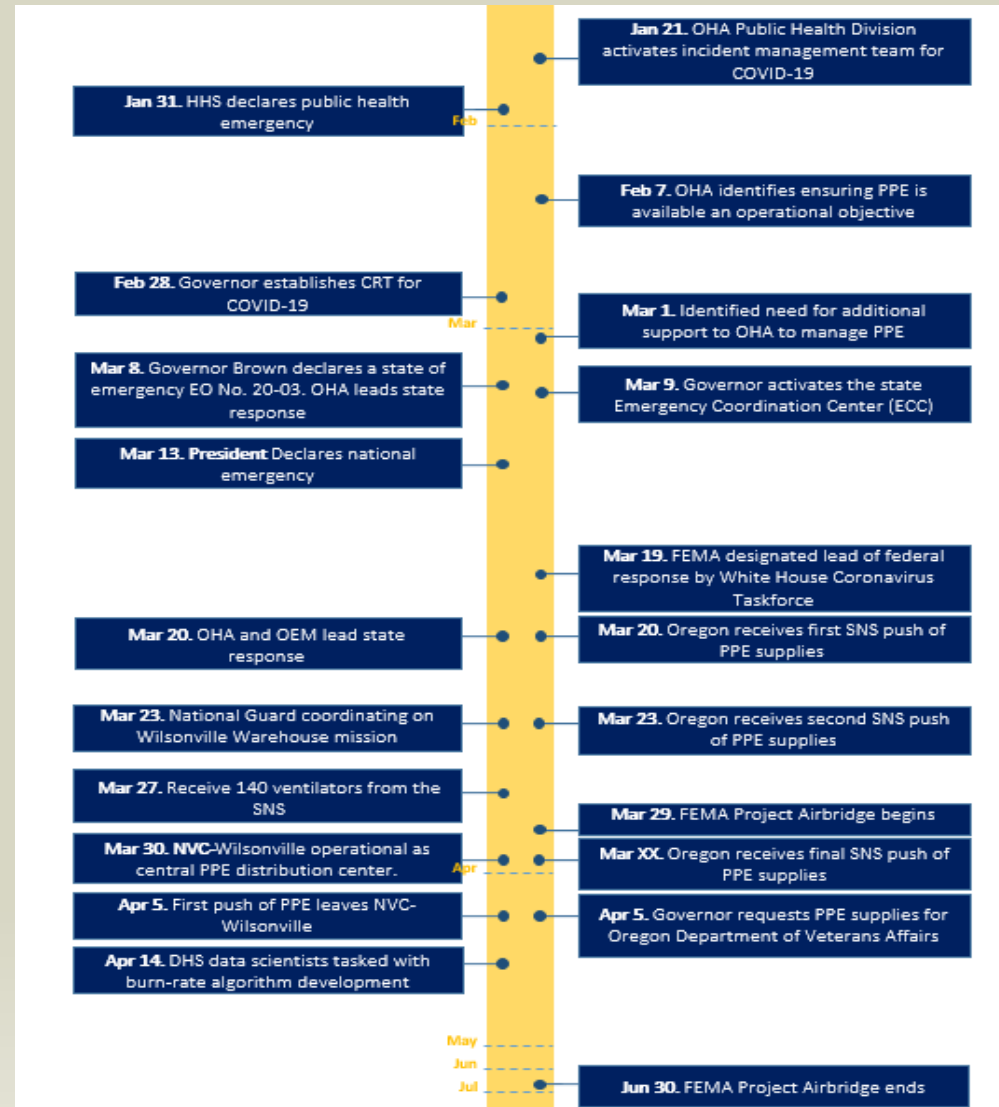 Jan 21. OHA Public Health Division
activates incident management team for
COVID-19
Jan 31. HHS declares public health
emergency
Feb
Feb 7. OHA identifies ensuring PPE is
available an operational objective
Feb 28. Governor establishes CRT for
COVID-19
Mar 1. Identified need for additional
support to OHA to manage PPE
Mar
Mar 8. Governor Brown declares a state of
emergency EO No. 20-03. OHA leads state
response
Mar 9. Governor activates the state
Emergency Coordination Center (ECC)
Mar 13. President Declares national
emergency
Mar 19. FEMA designated lead of federal
response by White House Coronavirus
Taskforce
Mar 20. OHA and OEM lead state
response
Mar 20. Oregon receives first SNS push of
PPE supplies
Mar 23. National Guard coordinating on
Wilsonville Warehouse mission
Mar 23. Oregon receives second SNS push
of PPE supplies
Mar 27. Receive 140 ventilators from the
SNS
Mar 29. FEMA Project Airbridge begins
Mar 30. NVC-Wilsonville operational as
central PPE distribution center.
Mar XX. Oregon receives final SNS push of
PPE supplies
Apr
Apr 5. First push of PPE leaves NVC-
Wilsonville
Apr 5. Governor requests PPE supplies for
Oregon Department of Veterans Affairs
Apr 14. DHS data scientists tasked with
burn-rate algorithm development
May
Jun
Jul
Jun 30. FEMA Project Airbridge ends